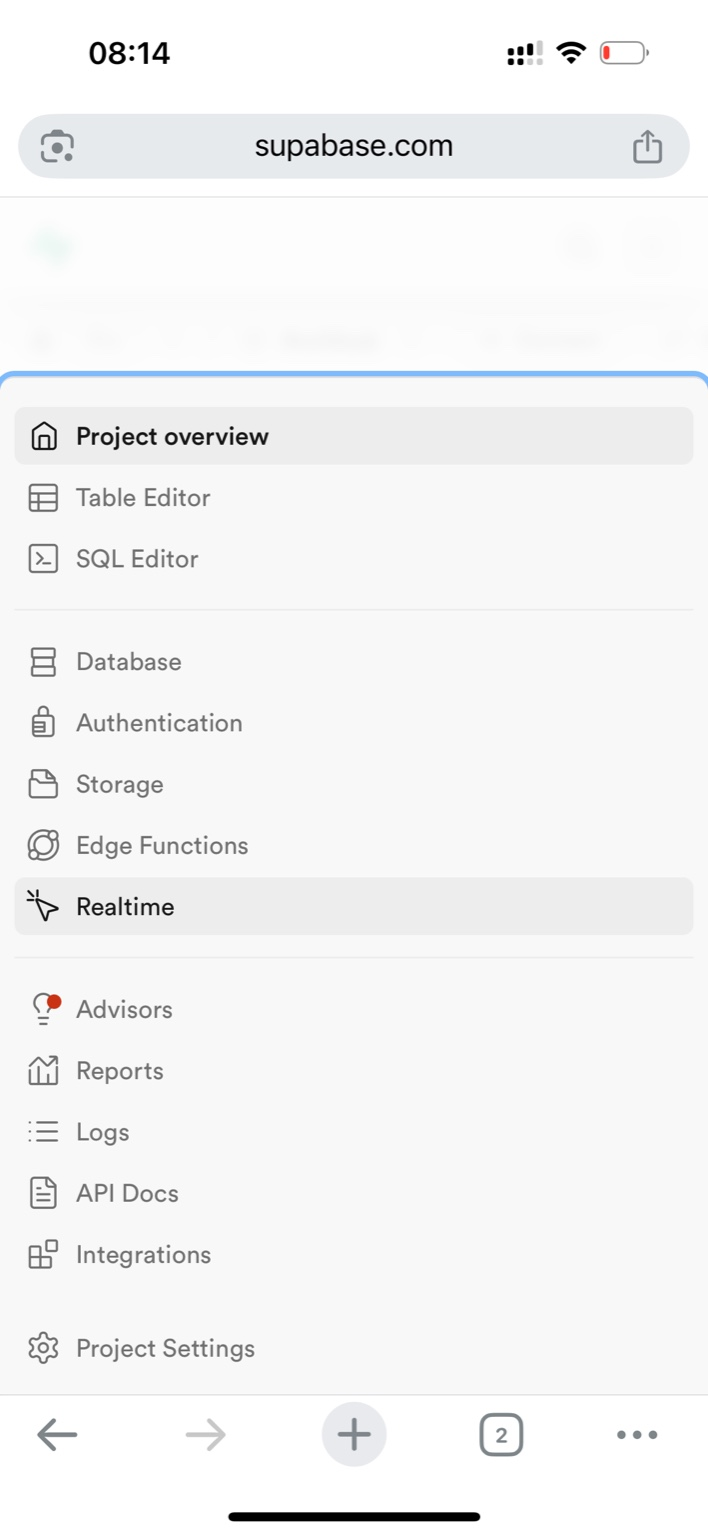 08:14
supabase.com
Project overview
Table Editor
SQL Editor
Database
Authentication
Storage
Edge Functions
Realtime
Advisors
Reports
Logs
API Docs
Integrations
Project Settings
2